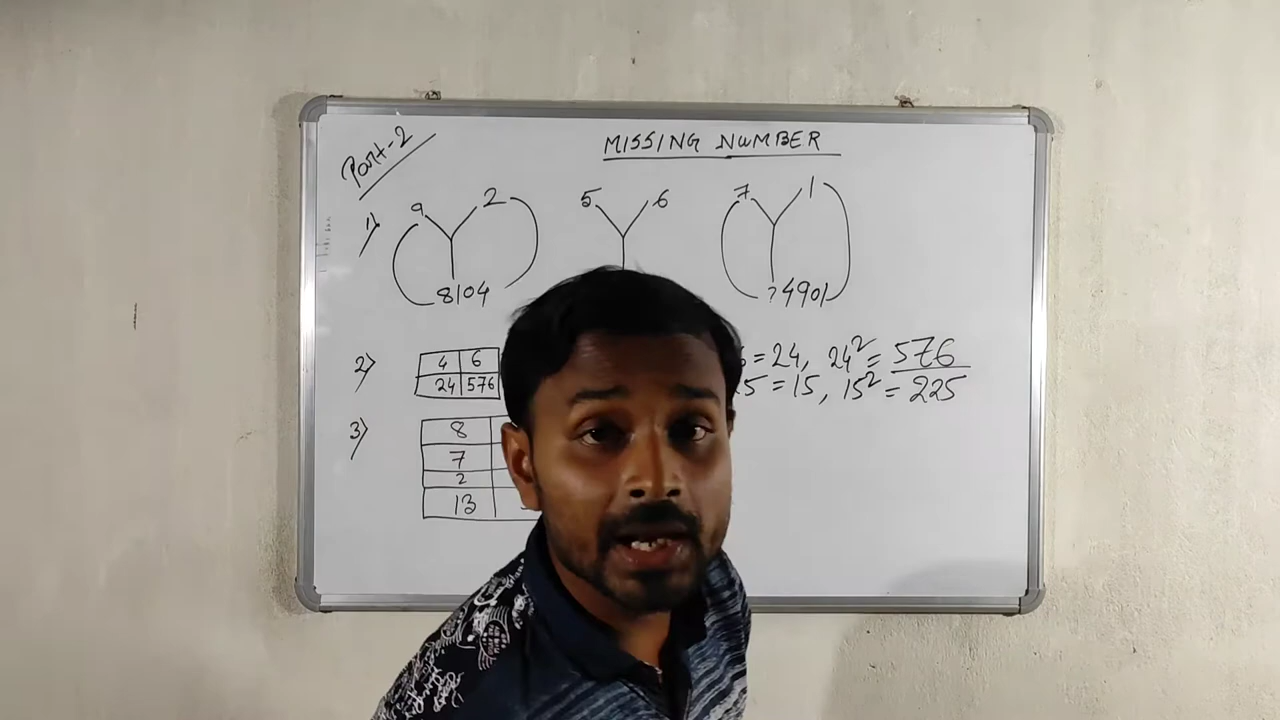 Part-2
MISSING NUMBER
1) 9 2 5 6 7 1
8104 ?4901
2) 4 6
24 576
= 24, 24² = 576
5 = 15, 15² = 225
3) 8
7
2
13